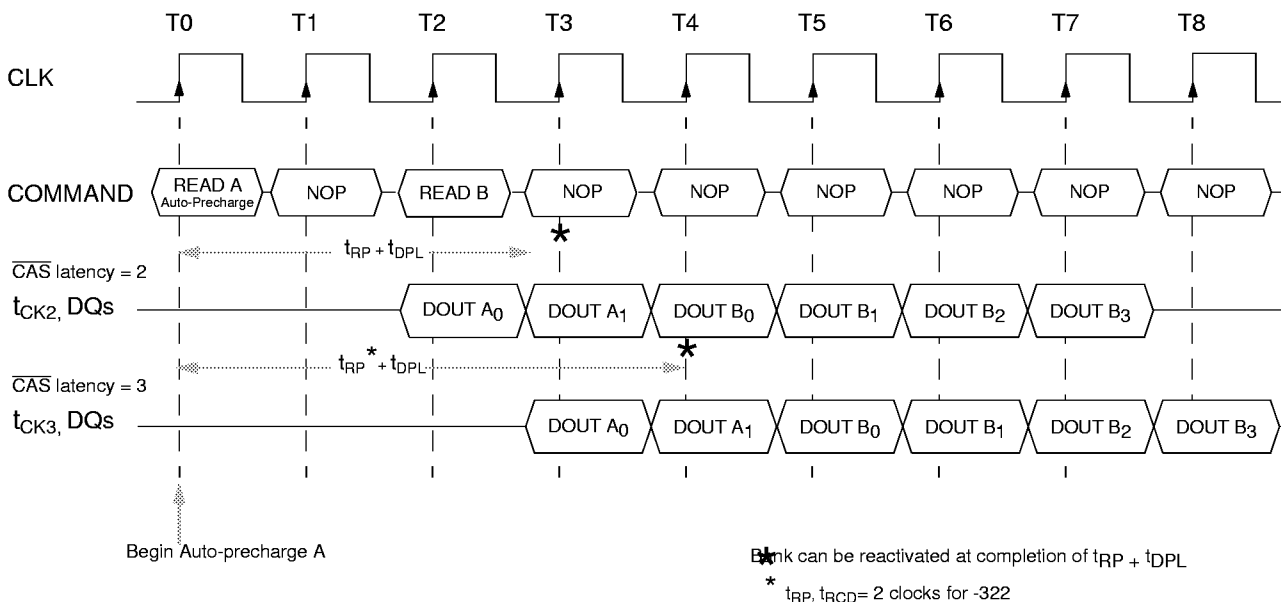 T0 T1 T2 T3 T4 T5 T6 T7 T8
CLK
COMMAND READ A Auto-Precharge NOP READ B NOP NOP NOP NOP NOP NOP
*
tRP + tDPL
CAS latency = 2
tCK2, DQs DOUT A0 DOUT A1 DOUT B0 DOUT B1 DOUT B2 DOUT B3
*
tRP* + tDPL
CAS latency = 3
tCK3, DQs DOUT A0 DOUT A1 DOUT B0 DOUT B1 DOUT B2 DOUT B3
Begin Auto-precharge A
* Bank can be reactivated at completion of tRP + tDPL
* tRP, tRCD= 2 clocks for -322